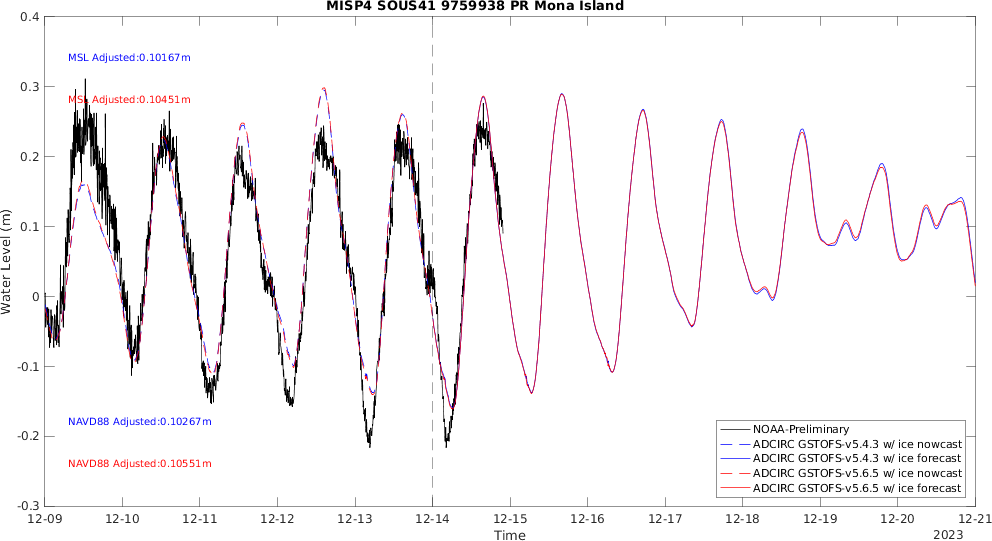 MISP4 SOUS41 9759938 PR Mona Island
0.4
0.3
0.2
0.1
0
-0.1
-0.2
-0.3
Water Level (m)
MSL Adjusted:0.10167m
MSL Adjusted:0.10451m
NAVD88 Adjusted:0.10267m
NAVD88 Adjusted:0.10551m
NOAA-Preliminary
ADCIRC GSTOFS-v5.4.3 w/ ice nowcast
ADCIRC GSTOFS-v5.4.3 w/ ice forecast
ADCIRC GSTOFS-v5.6.5 w/ ice nowcast
ADCIRC GSTOFS-v5.6.5 w/ ice forecast
12-09 12-10 12-11 12-12 12-13 12-14 12-15 12-16 12-17 12-18 12-19 12-20 12-21
Time
2023